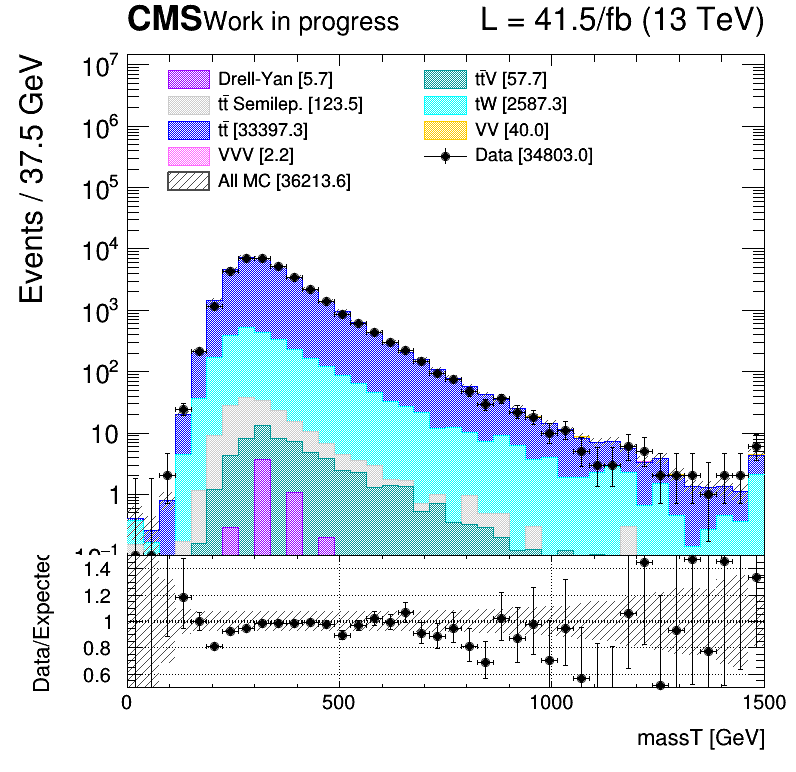 CMS Work in progress L = 41.5/fb (13 TeV)
Events / 37.5 GeV
10⁷
10⁶
10⁵
10⁴
10³
10²
10
1
10⁻¹
Drell-Yan [5.7]
tt̄ Semilep. [123.5]
tt̄ [33397.3]
VVV [2.2]
All MC [36213.6]
tt̄V [57.7]
tW [2587.3]
VV [40.0]
Data [34803.0]
Data/Expected
1.4
1.2
1
0.8
0.6
0 500 1000 1500
massT [GeV]